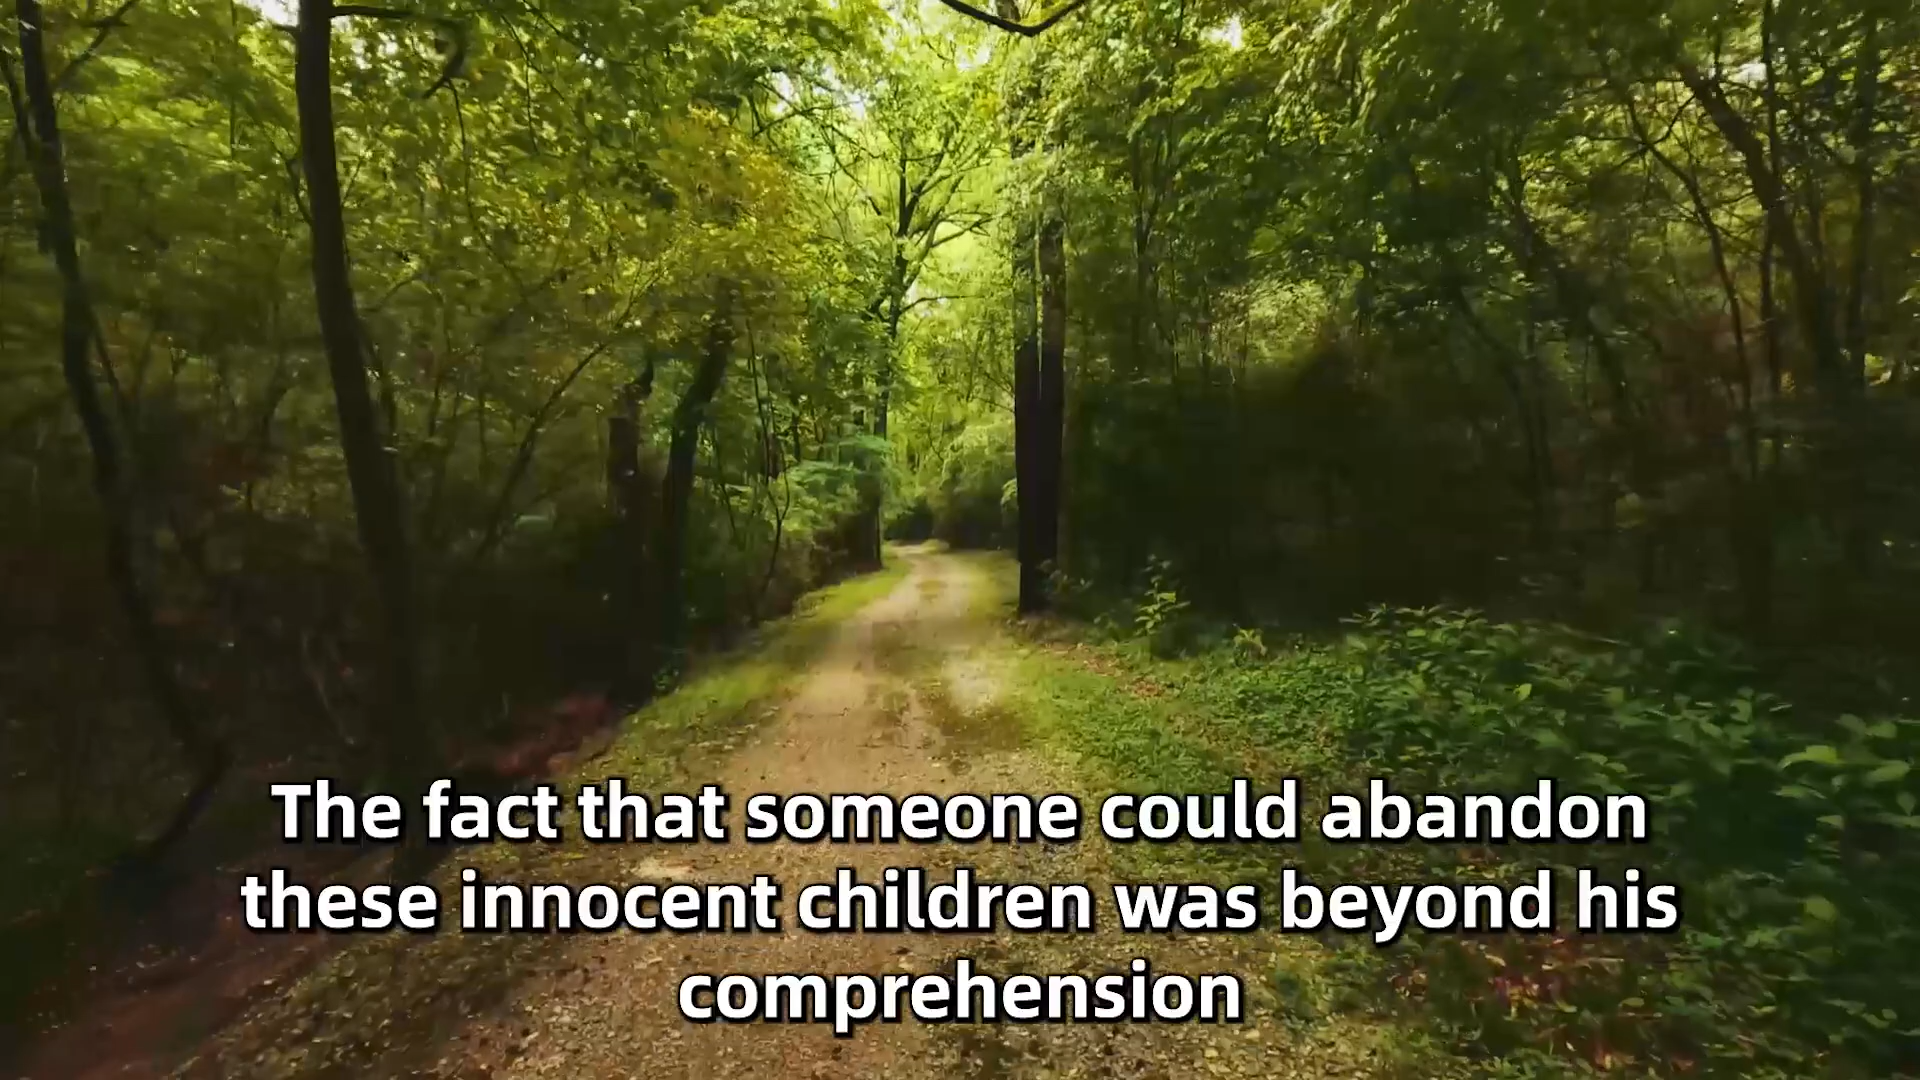 The fact that someone could abandon
these innocent children was beyond his
comprehension